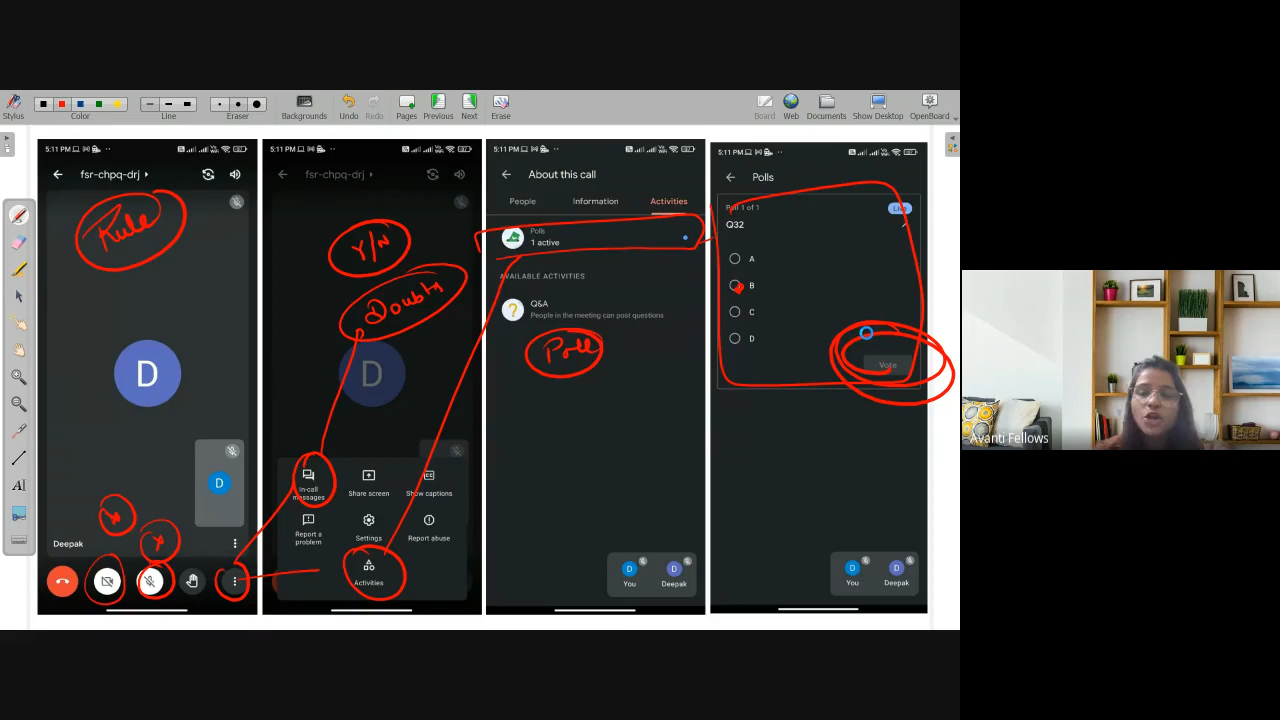 Stylus
Color
Line
Eraser
Backgrounds
Undo
Redo
Pages
Previous
Next
Erase
Board
Web
Documents
Show Desktop
OpenBoard
5:11 PM
fsr-chpq-drj
Rule
D
D
Deepak
5:11 PM
fsr-chpq-drj
Y/N
Doubts
D
In-call
messages
Share screen
Show captions
Report a
problem
Settings
Report abuse
Activities
5:11 PM
About this call
People
Information
Activities
Polls
1 active
AVAILABLE ACTIVITIES
Q&A
People in the meeting can post questions
Poll
D
D
You
Deepak
5:11 PM
Polls
Poll 1 of 1
Live
Q32
A
B
C
D
Vote
D
D
You
Deepak
Avanti Fellows